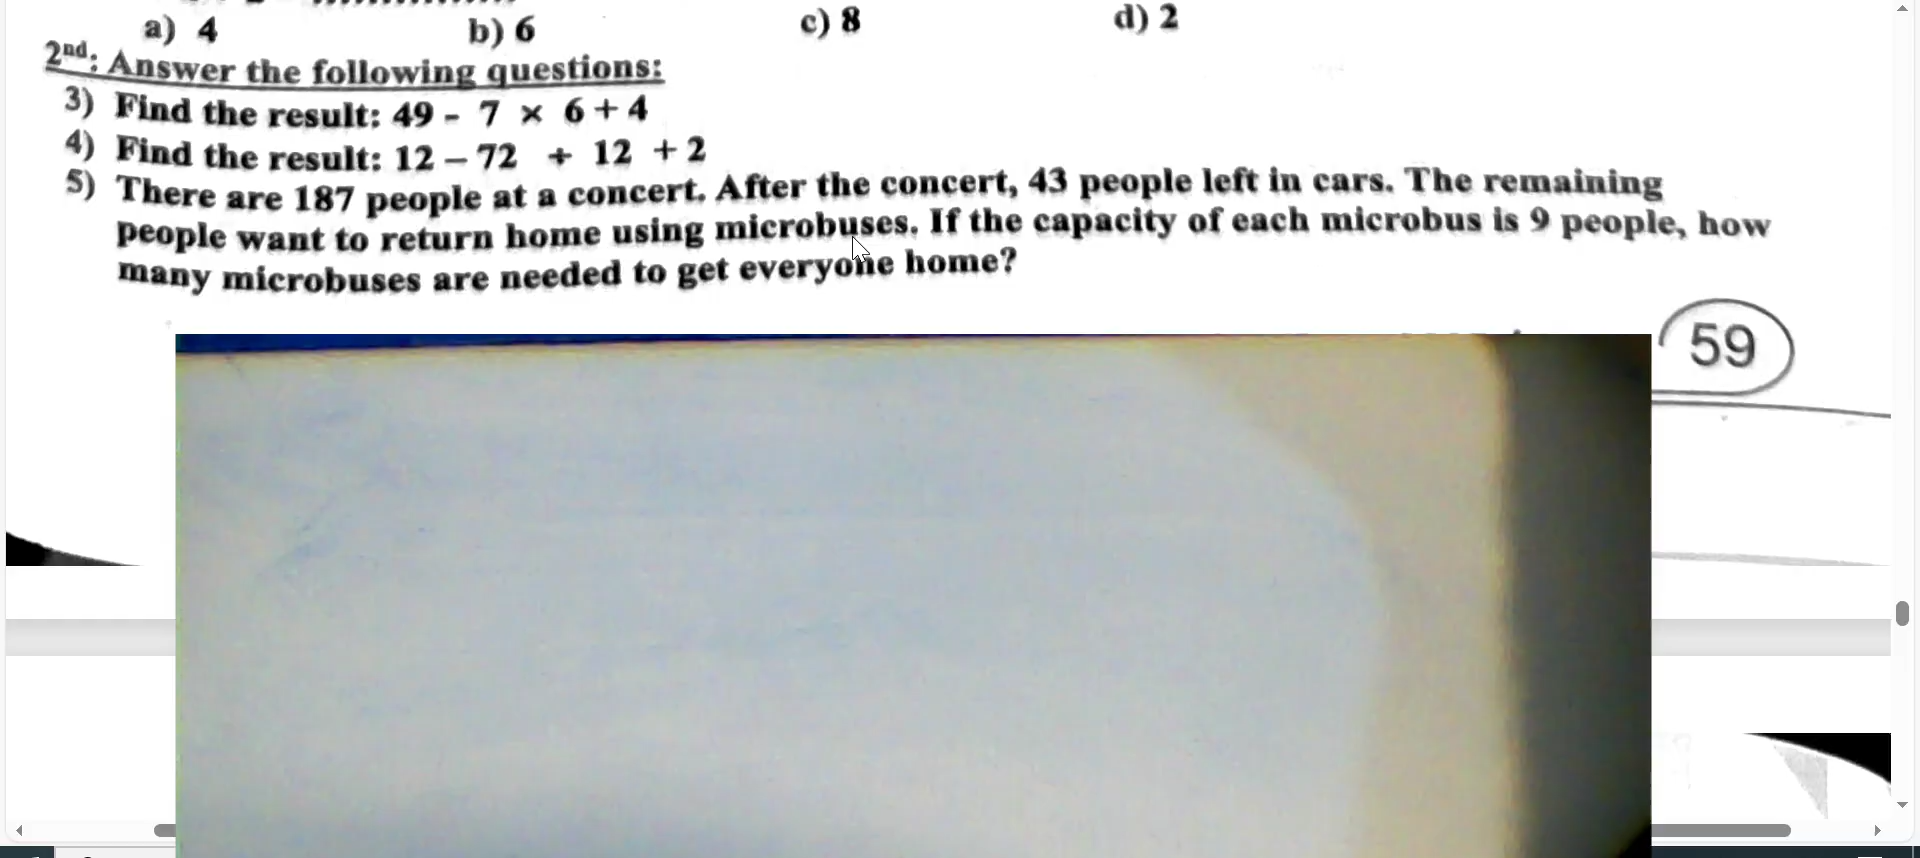 a) 4 b) 6 c) 8 d) 2
2nd: Answer the following questions:
3) Find the result: 49 - 7 × 6 + 4
4) Find the result: 12 – 72 ÷ 12 + 2
5) There are 187 people at a concert. After the concert, 43 people left in cars. The remaining
people want to return home using microbuses. If the capacity of each microbus is 9 people, how
many microbuses are needed to get everyone home?
59